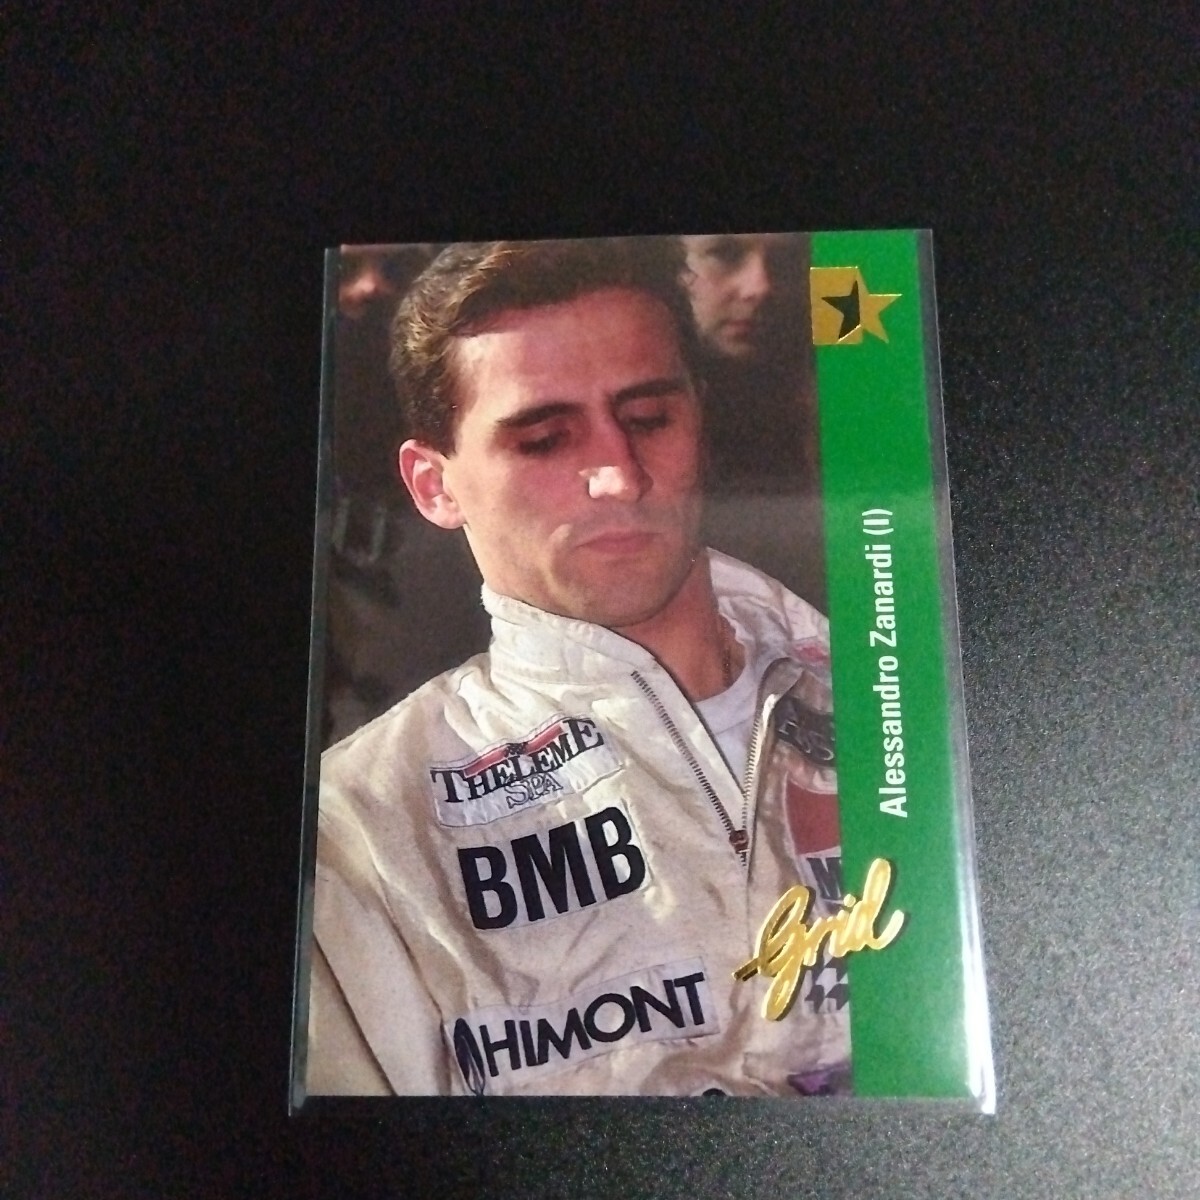 Alessandro Zanardi (I)
THELEME
SPA
BMB
HIMONT
Grid